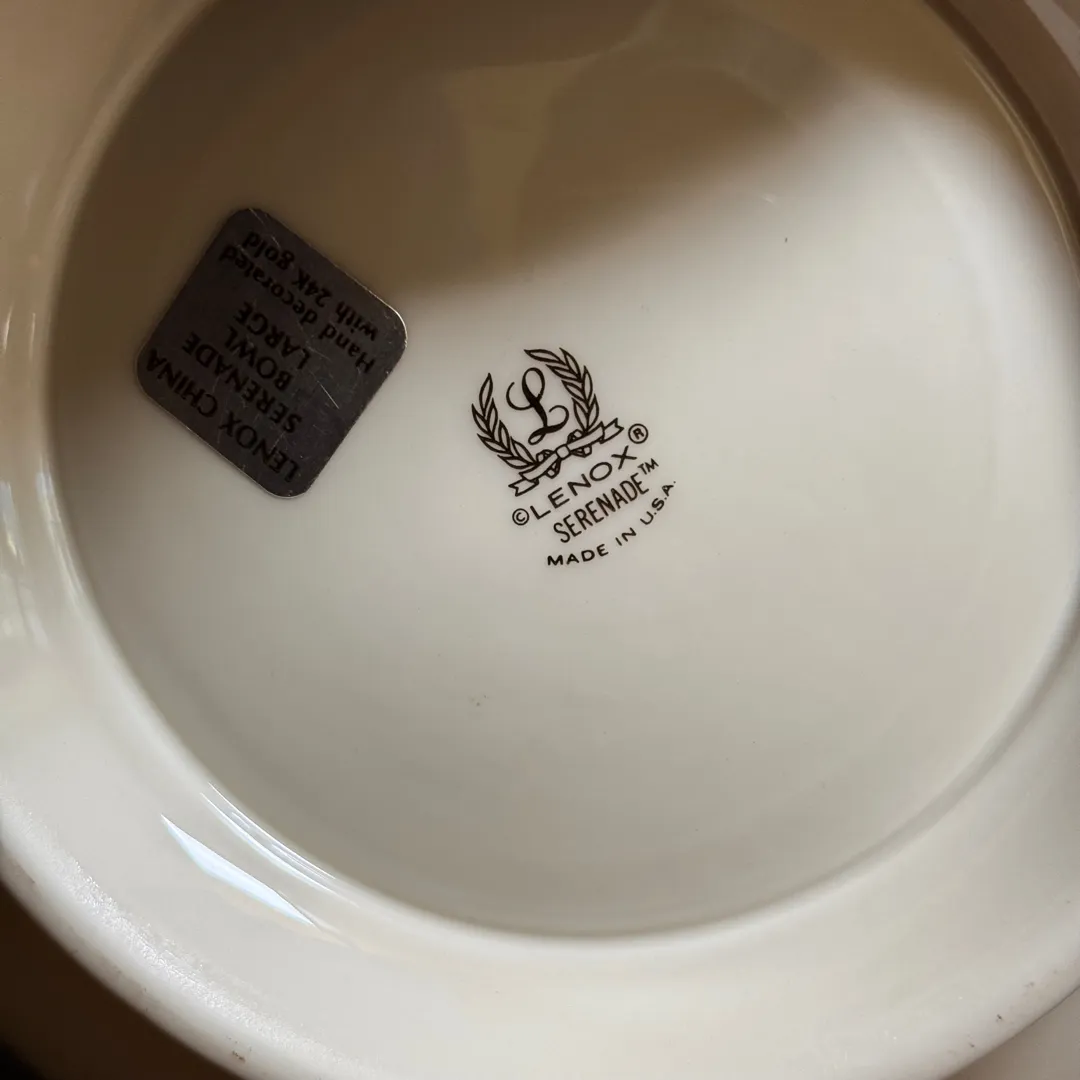 LENOX CHINA
SERENADE
BOWL
LARGE
Hand decorated
with 24K gold
L
©LENOX®
SERENADE™
MADE IN U.S.A.